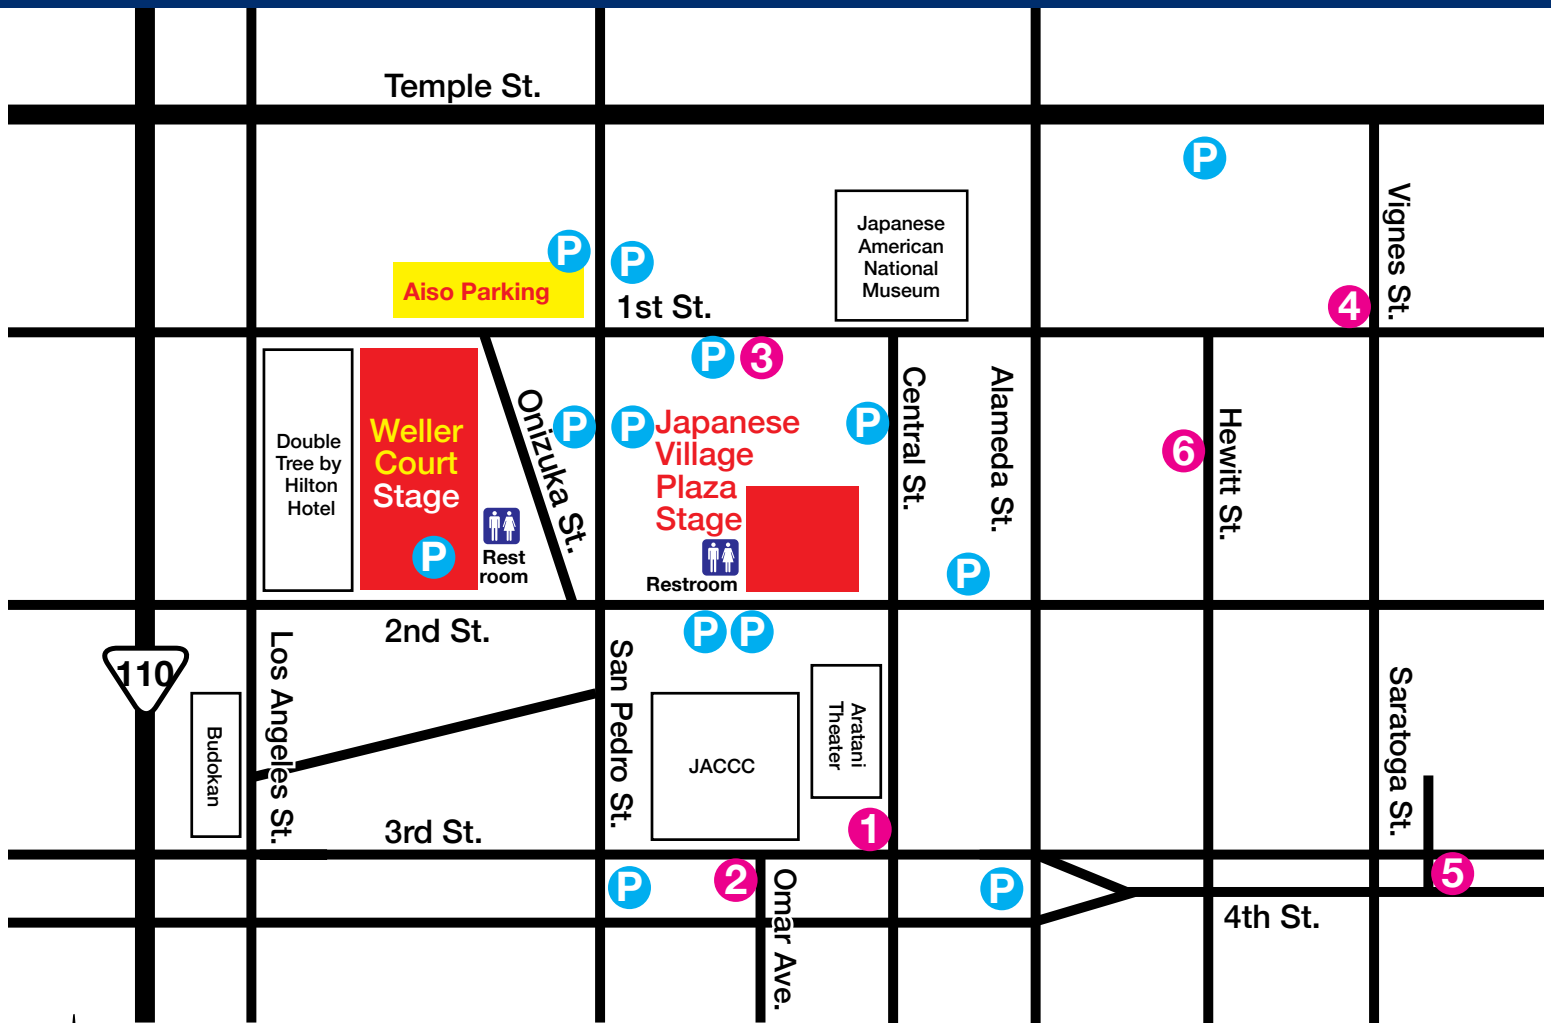 Temple St.
P
Vignes St.
Japanese
American
National
Museum
P
P
Aiso Parking
1st St.
4
P
3
Double
Tree by
Hilton
Hotel
Weller
Court
Stage
P
Onizuka St.
P
Rest
room
P
Japanese
Village
Plaza
Stage
Restroom
P
Central St.
Alameda St.
P
6
Hewitt St.
2nd St.
P
P
110
Los Angeles St.
San Pedro St.
Budokan
JACCC
Aratani
Theater
Saratoga St.
3rd St.
1
P
2
Omar Ave.
P
5
4th St.